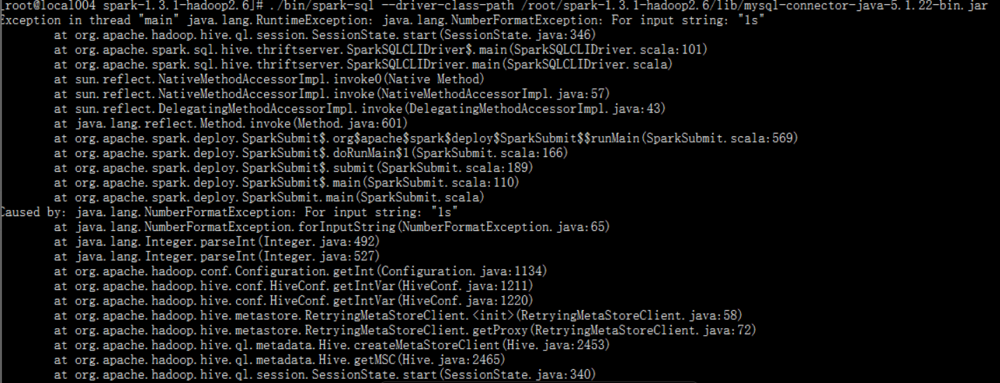 [root@local004 spark-1.3.1-hadoop2.6]# ./bin/spark-sql --driver-class-path /root/spark-1.3.1-hadoop2.6/lib/mysql-connector-java-5.1.22-bin.jar
Exception in thread "main" java.lang.RuntimeException: java.lang.NumberFormatException: For input string: "1s"
at org.apache.hadoop.hive.ql.session.SessionState.start(SessionState.java:346)
at org.apache.spark.sql.hive.thriftserver.SparkSQLCLIDriver$.main(SparkSQLCLIDriver.scala:101)
at org.apache.spark.sql.hive.thriftserver.SparkSQLCLIDriver.main(SparkSQLCLIDriver.scala)
at sun.reflect.NativeMethodAccessorImpl.invoke0(Native Method)
at sun.reflect.NativeMethodAccessorImpl.invoke(NativeMethodAccessorImpl.java:57)
at sun.reflect.DelegatingMethodAccessorImpl.invoke(DelegatingMethodAccessorImpl.java:43)
at java.lang.reflect.Method.invoke(Method.java:601)
at org.apache.spark.deploy.SparkSubmit$.org$apache$spark$deploy$SparkSubmit$$runMain(SparkSubmit.scala:569)
at org.apache.spark.deploy.SparkSubmit$.doRunMain$1(SparkSubmit.scala:166)
at org.apache.spark.deploy.SparkSubmit$.submit(SparkSubmit.scala:189)
at org.apache.spark.deploy.SparkSubmit$.main(SparkSubmit.scala:110)
at org.apache.spark.deploy.SparkSubmit.main(SparkSubmit.scala)
Caused by: java.lang.NumberFormatException: For input string: "1s"
at java.lang.NumberFormatException.forInputString(NumberFormatException.java:65)
at java.lang.Integer.parseInt(Integer.java:492)
at java.lang.Integer.parseInt(Integer.java:527)
at org.apache.hadoop.conf.Configuration.getInt(Configuration.java:1134)
at org.apache.hadoop.hive.conf.HiveConf.getIntVar(HiveConf.java:1211)
at org.apache.hadoop.hive.conf.HiveConf.getIntVar(HiveConf.java:1220)
at org.apache.hadoop.hive.metastore.RetryingMetaStoreClient.<init>(RetryingMetaStoreClient.java:58)
at org.apache.hadoop.hive.metastore.RetryingMetaStoreClient.getProxy(RetryingMetaStoreClient.java:72)
at org.apache.hadoop.hive.ql.metadata.Hive.createMetaStoreClient(Hive.java:2453)
at org.apache.hadoop.hive.ql.metadata.Hive.getMSC(Hive.java:2465)
at org.apache.hadoop.hive.ql.session.SessionState.start(SessionState.java:340)